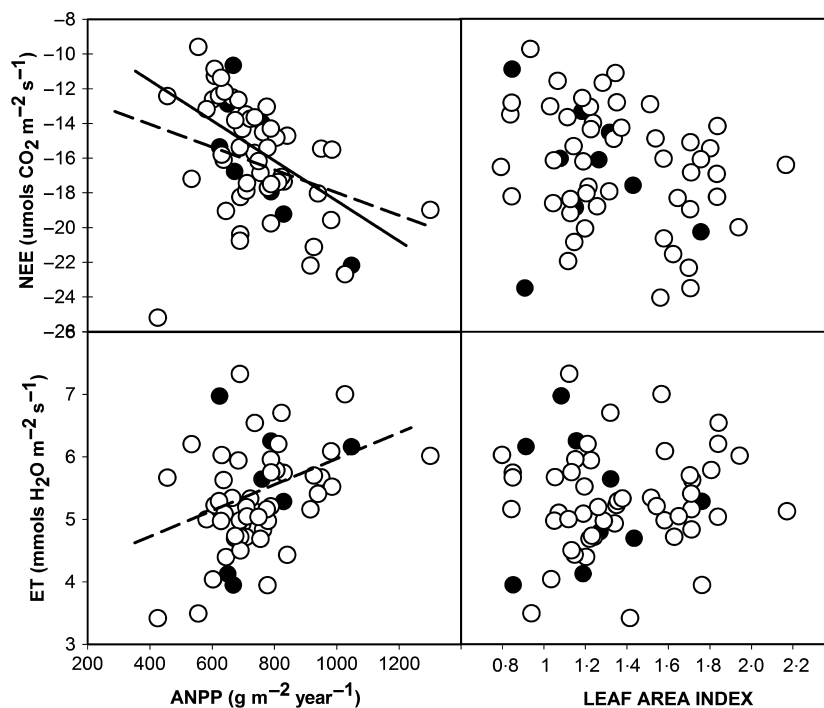 −8
−10
−12
−14
−16
−18
−20
−22
−24
−26
8
NEE (umols CO₂ m⁻² s⁻¹)
7
6
5
4
3
ET (mmols H₂O m⁻² s⁻¹)
200 400 600 800 1000 1200
0·8 1 1·2 1·4 1·6 1·8 2·0 2·2
ANPP (g m⁻² year⁻¹)
LEAF AREA INDEX